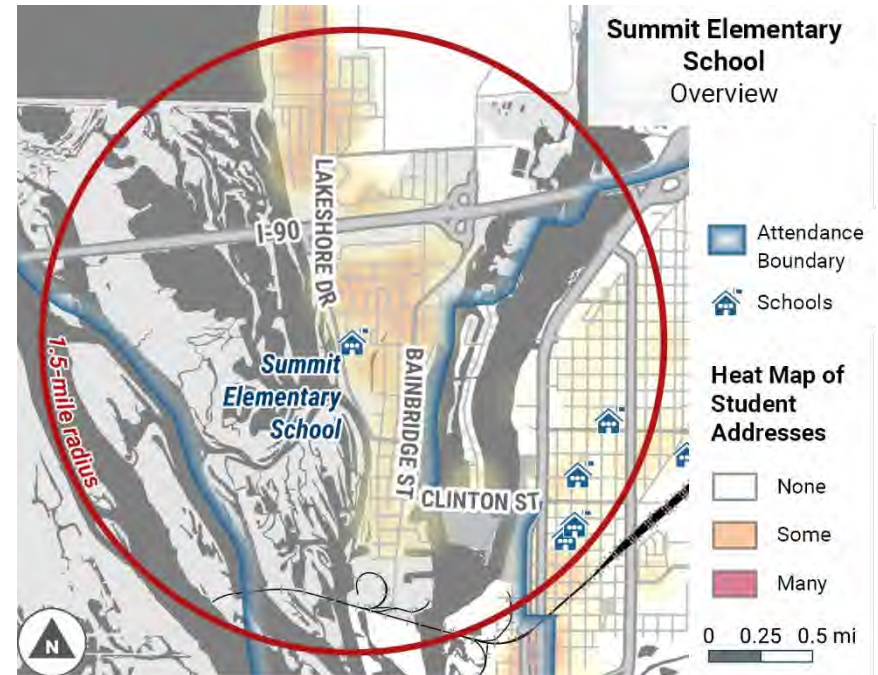 Summit Elementary
School
Overview
LAKESHORE DR
I-90
Attendance
Boundary
Schools
1.5-mile radius
Summit
Elementary
School
BAINBRIDGE ST
CLINTON ST
Heat Map of
Student
Addresses
None
Some
Many
N
0 0.25 0.5 mi